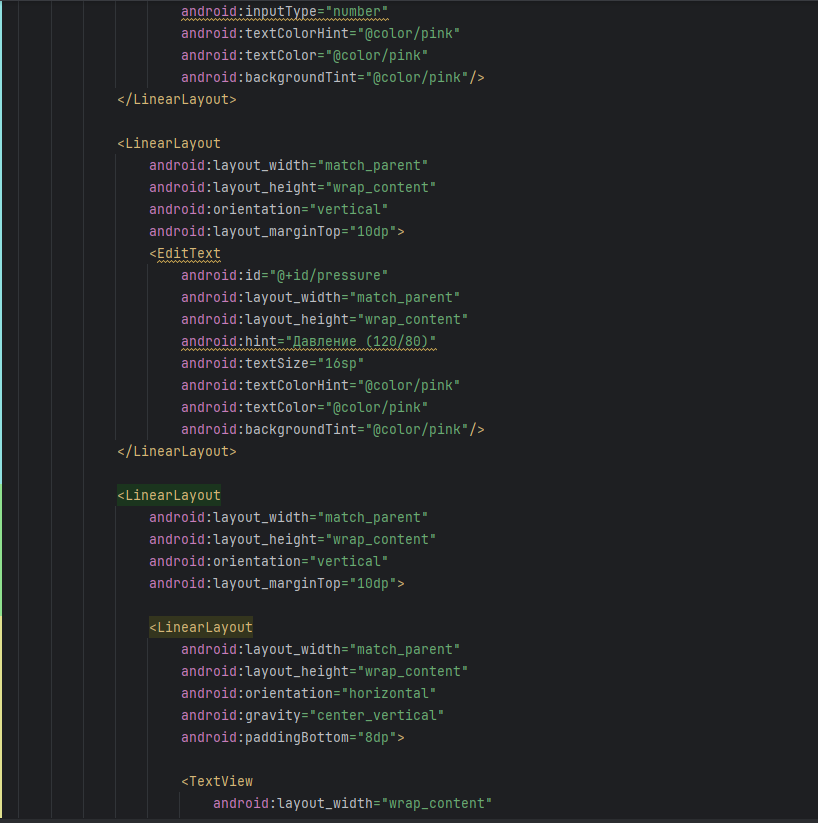 android:inputType="number"
android:textColorHint="@color/pink"
android:textColor="@color/pink"
android:backgroundTint="@color/pink"/>
</LinearLayout>
<LinearLayout
android:layout_width="match_parent"
android:layout_height="wrap_content"
android:orientation="vertical"
android:layout_marginTop="10dp">
<EditText
android:id="@+id/pressure"
android:layout_width="match_parent"
android:layout_height="wrap_content"
android:hint="Давление (120/80)"
android:textSize="16sp"
android:textColorHint="@color/pink"
android:textColor="@color/pink"
android:backgroundTint="@color/pink"/>
</LinearLayout>
<LinearLayout
android:layout_width="match_parent"
android:layout_height="wrap_content"
android:orientation="vertical"
android:layout_marginTop="10dp">
<LinearLayout
android:layout_width="match_parent"
android:layout_height="wrap_content"
android:orientation="horizontal"
android:gravity="center_vertical"
android:paddingBottom="8dp">
<TextView
android:layout_width="wrap_content"